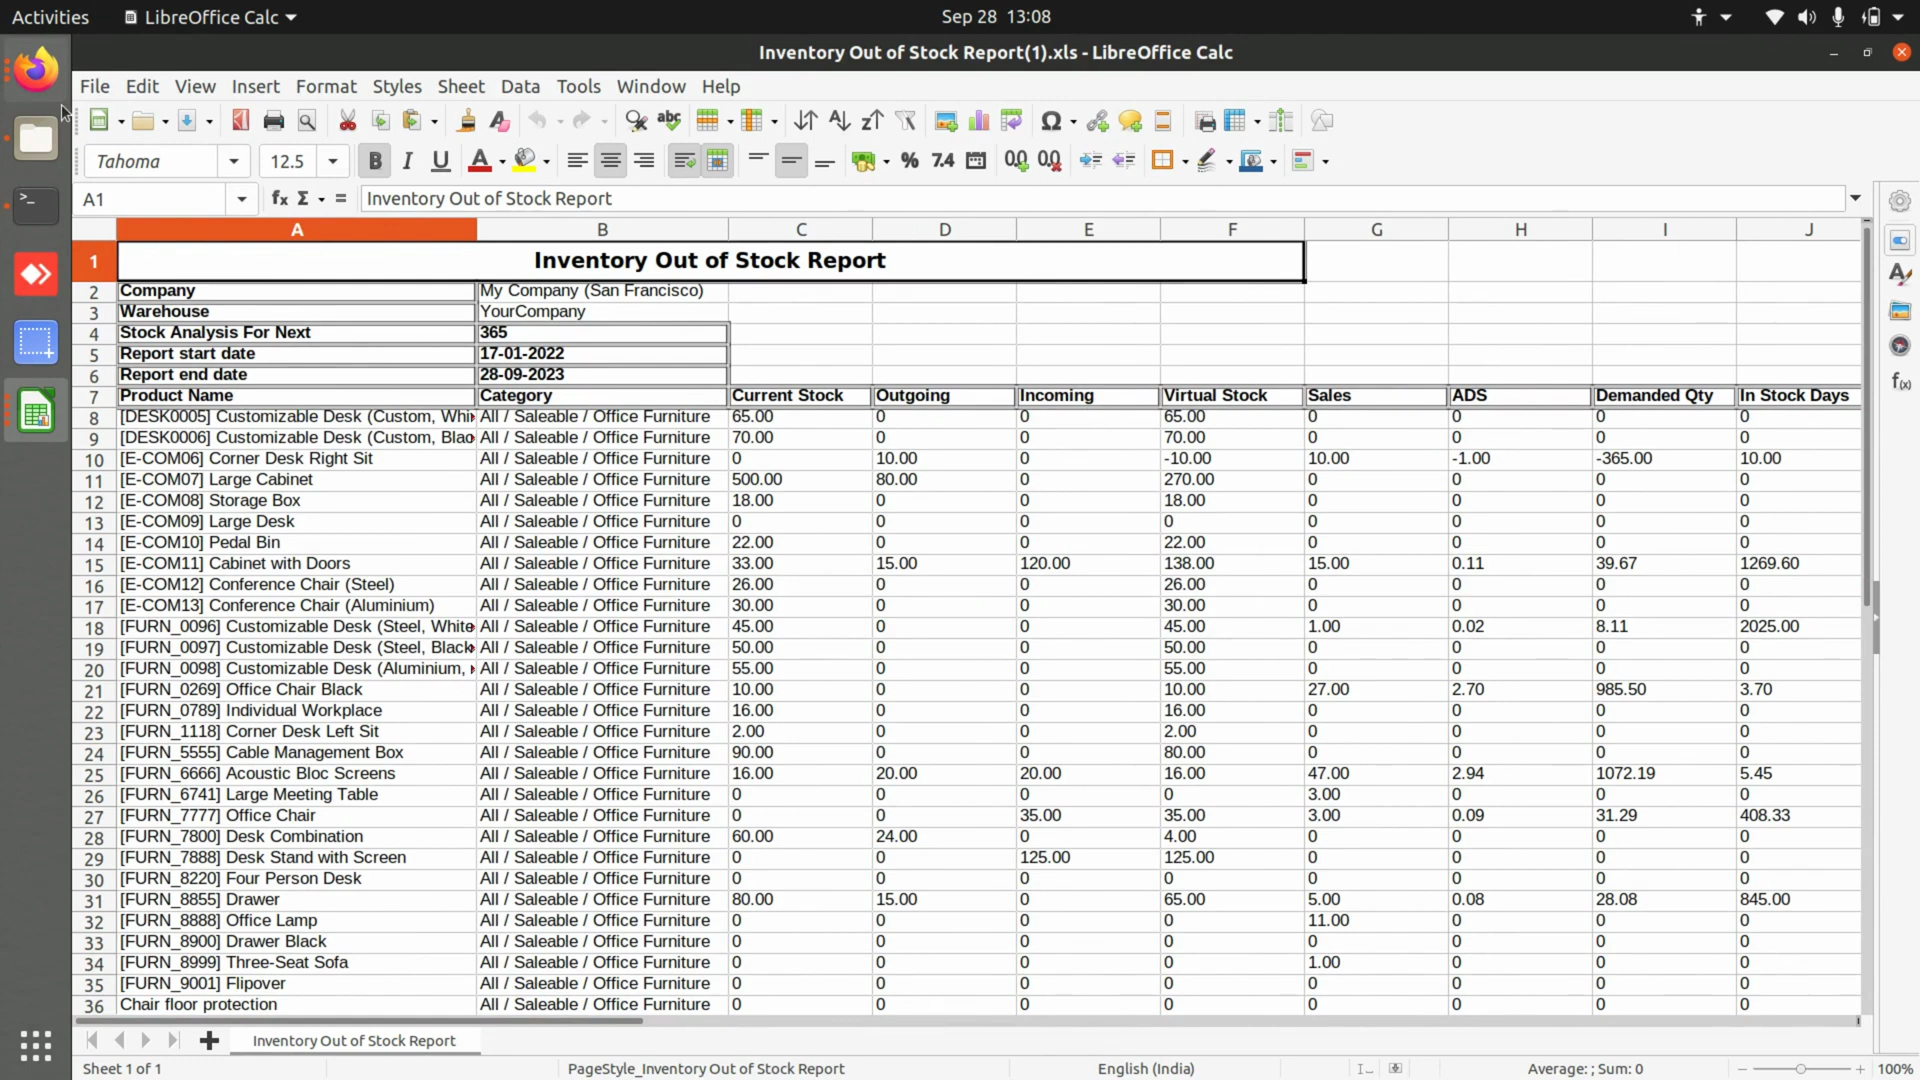 Activities LibreOffice Calc Sep 28 13:08
Inventory Out of Stock Report(1).xls - LibreOffice Calc
File Edit View Insert Format Styles Sheet Data Tools Window Help
Tahoma 12.5
A1 Inventory Out of Stock Report
A B C D E F G H I J
1 Inventory Out of Stock Report
2 Company My Company (San Francisco)
3 Warehouse YourCompany
4 Stock Analysis For Next 365
5 Report start date 17-01-2022
6 Report end date 28-09-2023
7 Product Name Category Current Stock Outgoing Incoming Virtual Stock Sales ADS Demanded Qty In Stock Days
8 [DESK0005] Customizable Desk (Custom, Whi All / Saleable / Office Furniture 65.00 0 0 65.00 0 0 0 0
9 [DESK0006] Customizable Desk (Custom, Blac All / Saleable / Office Furniture 70.00 0 0 70.00 0 0 0 0
10 [E-COM06] Corner Desk Right Sit All / Saleable / Office Furniture 0 10.00 0 -10.00 10.00 -1.00 -365.00 10.00
11 [E-COM07] Large Cabinet All / Saleable / Office Furniture 500.00 80.00 0 270.00 0 0 0 0
12 [E-COM08] Storage Box All / Saleable / Office Furniture 18.00 0 0 18.00 0 0 0 0
13 [E-COM09] Large Desk All / Saleable / Office Furniture 0 0 0 0 0 0 0 0
14 [E-COM10] Pedal Bin All / Saleable / Office Furniture 22.00 0 0 22.00 0 0 0 0
15 [E-COM11] Cabinet with Doors All / Saleable / Office Furniture 33.00 15.00 120.00 138.00 15.00 0.11 39.67 1269.60
16 [E-COM12] Conference Chair (Steel) All / Saleable / Office Furniture 26.00 0 0 26.00 0 0 0 0
17 [E-COM13] Conference Chair (Aluminium) All / Saleable / Office Furniture 30.00 0 0 30.00 0 0 0 0
18 [FURN_0096] Customizable Desk (Steel, White All / Saleable / Office Furniture 45.00 0 0 45.00 1.00 0.02 8.11 2025.00
19 [FURN_0097] Customizable Desk (Steel, Black All / Saleable / Office Furniture 50.00 0 0 50.00 0 0 0 0
20 [FURN_0098] Customizable Desk (Aluminium, All / Saleable / Office Furniture 55.00 0 0 55.00 0 0 0 0
21 [FURN_0269] Office Chair Black All / Saleable / Office Furniture 10.00 0 0 10.00 27.00 2.70 985.50 3.70
22 [FURN_0789] Individual Workplace All / Saleable / Office Furniture 16.00 0 0 16.00 0 0 0 0
23 [FURN_1118] Corner Desk Left Sit All / Saleable / Office Furniture 2.00 0 0 2.00 0 0 0 0
24 [FURN_5555] Cable Management Box All / Saleable / Office Furniture 90.00 0 0 80.00 0 0 0 0
25 [FURN_6666] Acoustic Bloc Screens All / Saleable / Office Furniture 16.00 20.00 20.00 16.00 47.00 2.94 1072.19 5.45
26 [FURN_6741] Large Meeting Table All / Saleable / Office Furniture 0 0 0 0 3.00 0 0 0
27 [FURN_7777] Office Chair All / Saleable / Office Furniture 0 0 35.00 35.00 3.00 0.09 31.29 408.33
28 [FURN_7800] Desk Combination All / Saleable / Office Furniture 60.00 24.00 0 4.00 0 0 0 0
29 [FURN_7888] Desk Stand with Screen All / Saleable / Office Furniture 0 0 125.00 125.00 0 0 0 0
30 [FURN_8220] Four Person Desk All / Saleable / Office Furniture 0 0 0 0 0 0 0 0
31 [FURN_8855] Drawer All / Saleable / Office Furniture 80.00 15.00 0 65.00 5.00 0.08 28.08 845.00
32 [FURN_8888] Office Lamp All / Saleable / Office Furniture 0 0 0 0 11.00 0 0 0
33 [FURN_8900] Drawer Black All / Saleable / Office Furniture 0 0 0 0 0 0 0 0
34 [FURN_8999] Three-Seat Sofa All / Saleable / Office Furniture 0 0 0 0 1.00 0 0 0
35 [FURN_9001] Flipover All / Saleable / Office Furniture 0 0 0 0 0 0 0 0
36 Chair floor protection All / Saleable / Office Furniture 0 0 0 0 0 0 0 0
Inventory Out of Stock Report
Sheet 1 of 1 PageStyle_Inventory Out of Stock Report English (India) Average: ; Sum: 0 100%